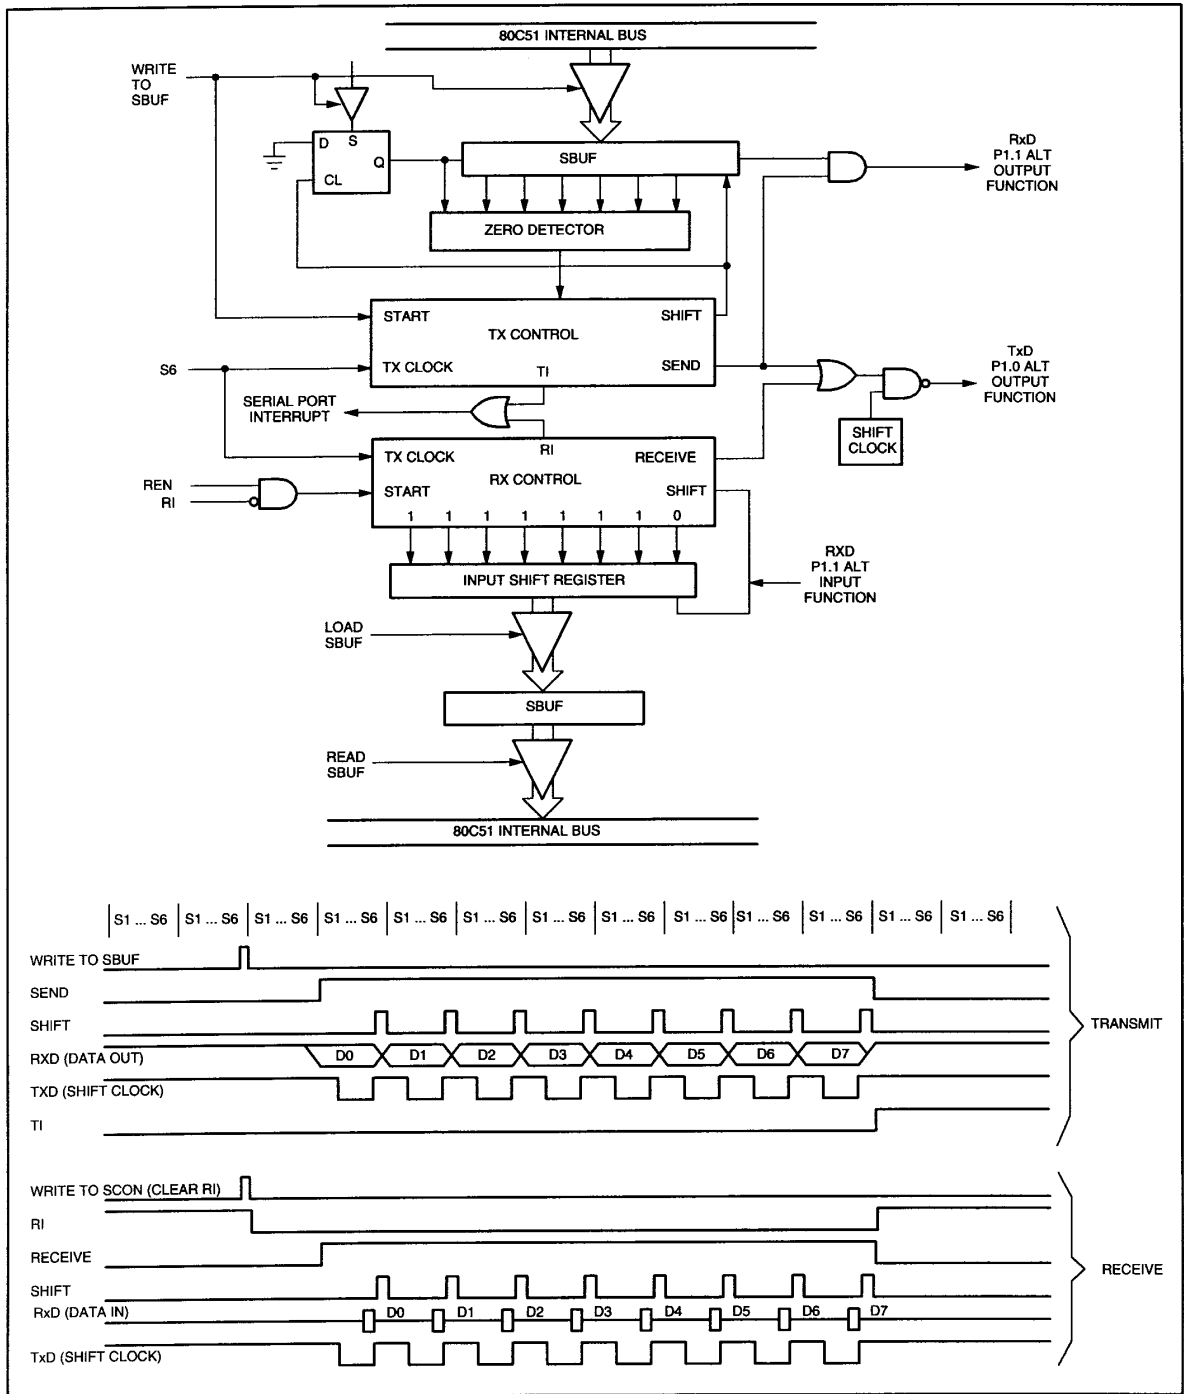 80C51 INTERNAL BUS
WRITE
TO
SBUF
D S
Q
CL
SBUF
RxD
P1.1 ALT
OUTPUT
FUNCTION
ZERO DETECTOR
START
SHIFT
TX CONTROL
S6
TX CLOCK
TI
SEND
TxD
P1.0 ALT
OUTPUT
FUNCTION
SERIAL PORT
INTERRUPT
SHIFT
CLOCK
TX CLOCK
RI
RECEIVE
RX CONTROL
REN
RI
START
SHIFT
1 1 1 1 1 1 1 0
INPUT SHIFT REGISTER
RXD
P1.1 ALT
INPUT
FUNCTION
LOAD
SBUF
SBUF
READ
SBUF
80C51 INTERNAL BUS
S1 ... S6 S1 ... S6 S1 ... S6 S1 ... S6 S1 ... S6 S1 ... S6 S1 ... S6 S1 ... S6 S1 ... S6 S1 ... S6 S1 ... S6 S1 ... S6 S1 ... S6
WRITE TO SBUF
SEND
SHIFT
TRANSMIT
RXD (DATA OUT) D0 D1 D2 D3 D4 D5 D6 D7
TXD (SHIFT CLOCK)
TI
WRITE TO SCON (CLEAR RI)
RI
RECEIVE
RECEIVE
SHIFT
RxD (DATA IN) D0 D1 D2 D3 D4 D5 D6 D7
TxD (SHIFT CLOCK)